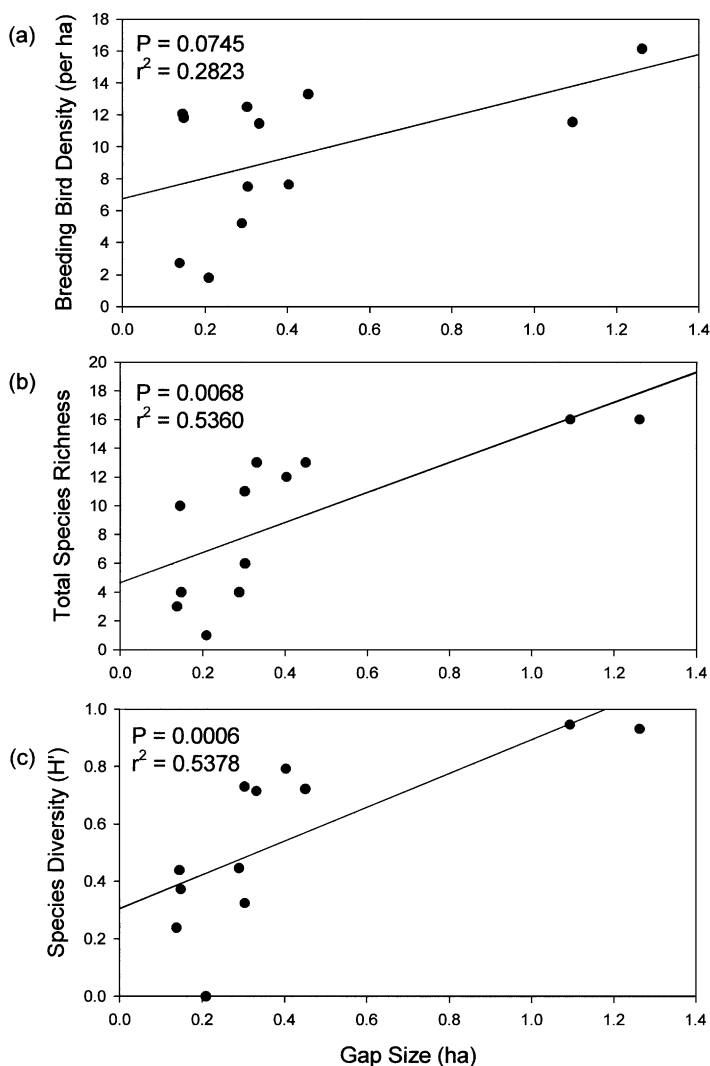 (a)
P = 0.0745
r² = 0.2823
Breeding Bird Density (per ha)
18
16
14
12
10
8
6
4
2
0
0.0 0.2 0.4 0.6 0.8 1.0 1.2 1.4
(b)
P = 0.0068
r² = 0.5360
Total Species Richness
20
18
16
14
12
10
8
6
4
2
0
0.0 0.2 0.4 0.6 0.8 1.0 1.2 1.4
(c)
P = 0.0006
r² = 0.5378
Species Diversity (H')
1.0
0.8
0.6
0.4
0.2
0.0
0.0 0.2 0.4 0.6 0.8 1.0 1.2 1.4
Gap Size (ha)